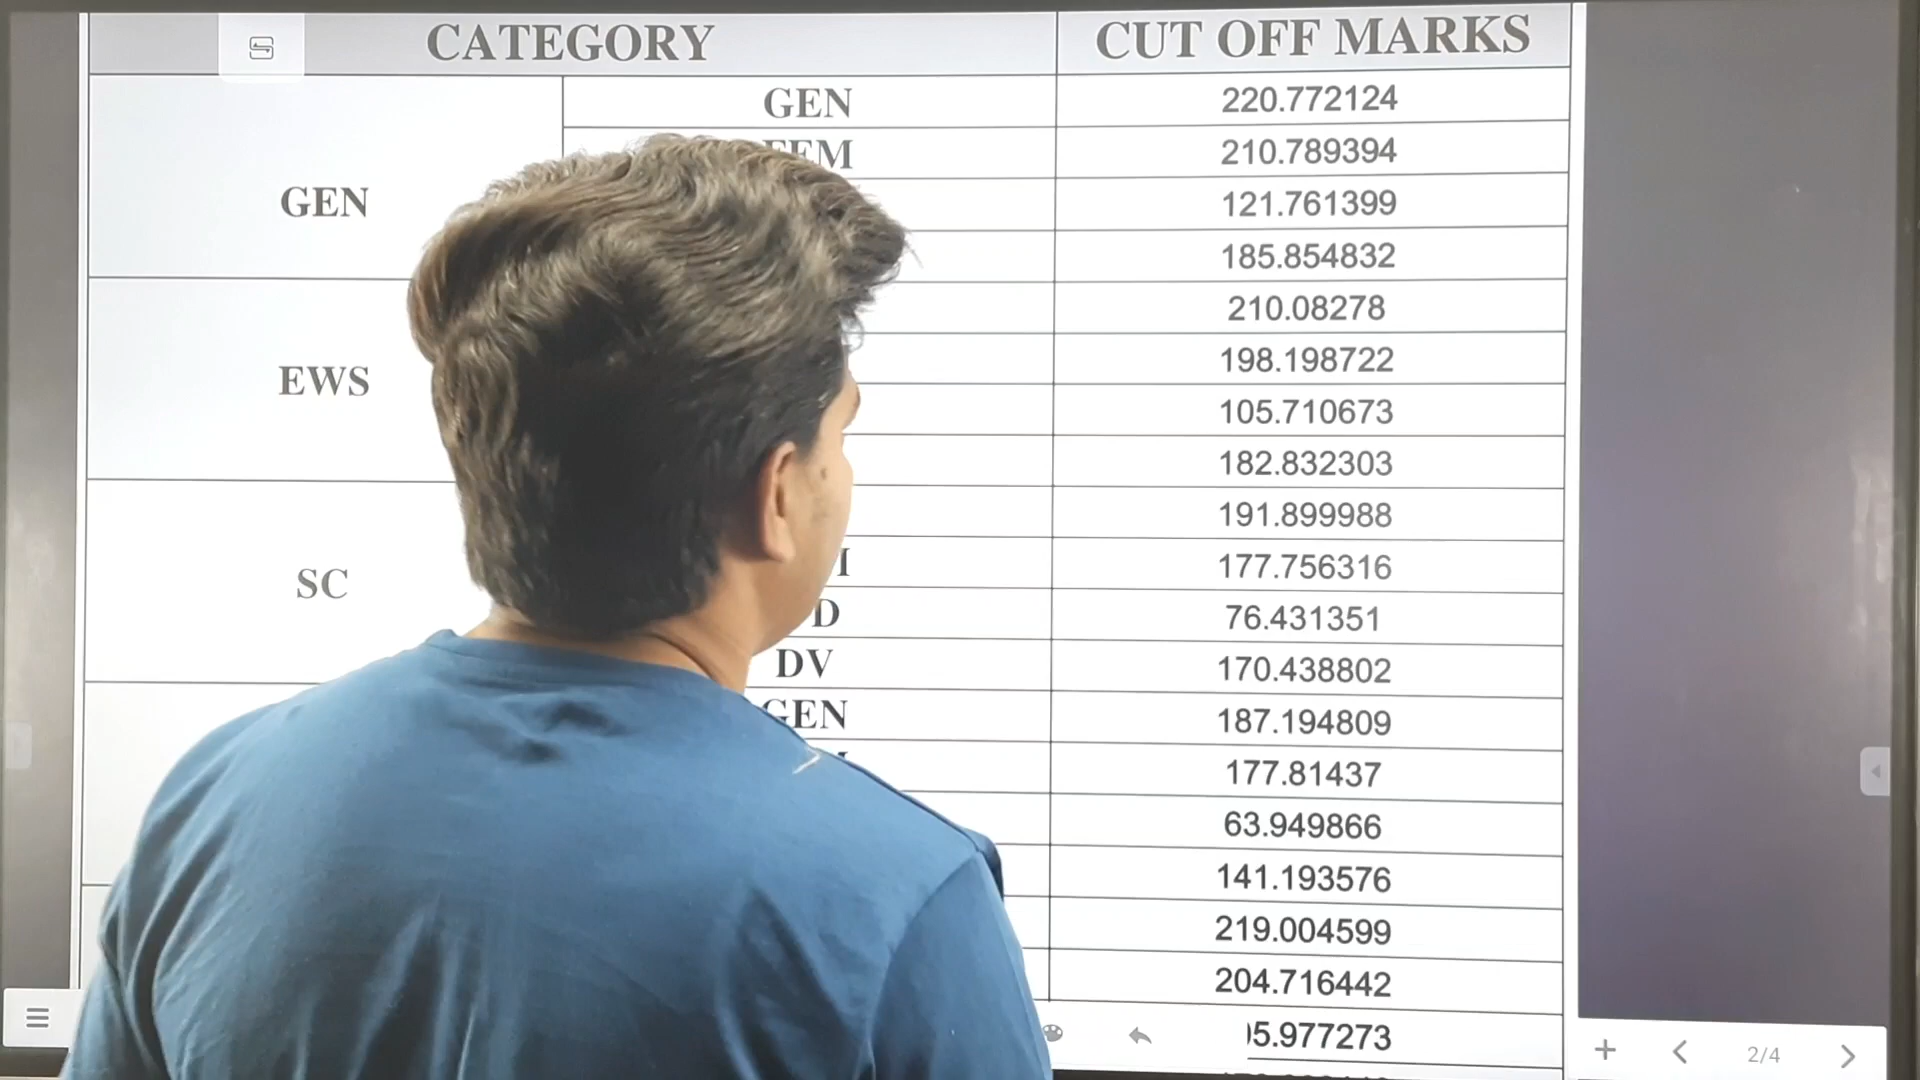 CATEGORY CUT OFF MARKS
GEN 220.772124
210.789394
GEN 121.761399
185.854832
210.08278
198.198722
EWS 105.710673
182.832303
191.899988
177.756316
SC 76.431351
DV 170.438802
GEN 187.194809
177.81437
63.949866
141.193576
219.004599
204.716442
5.977273
2/4